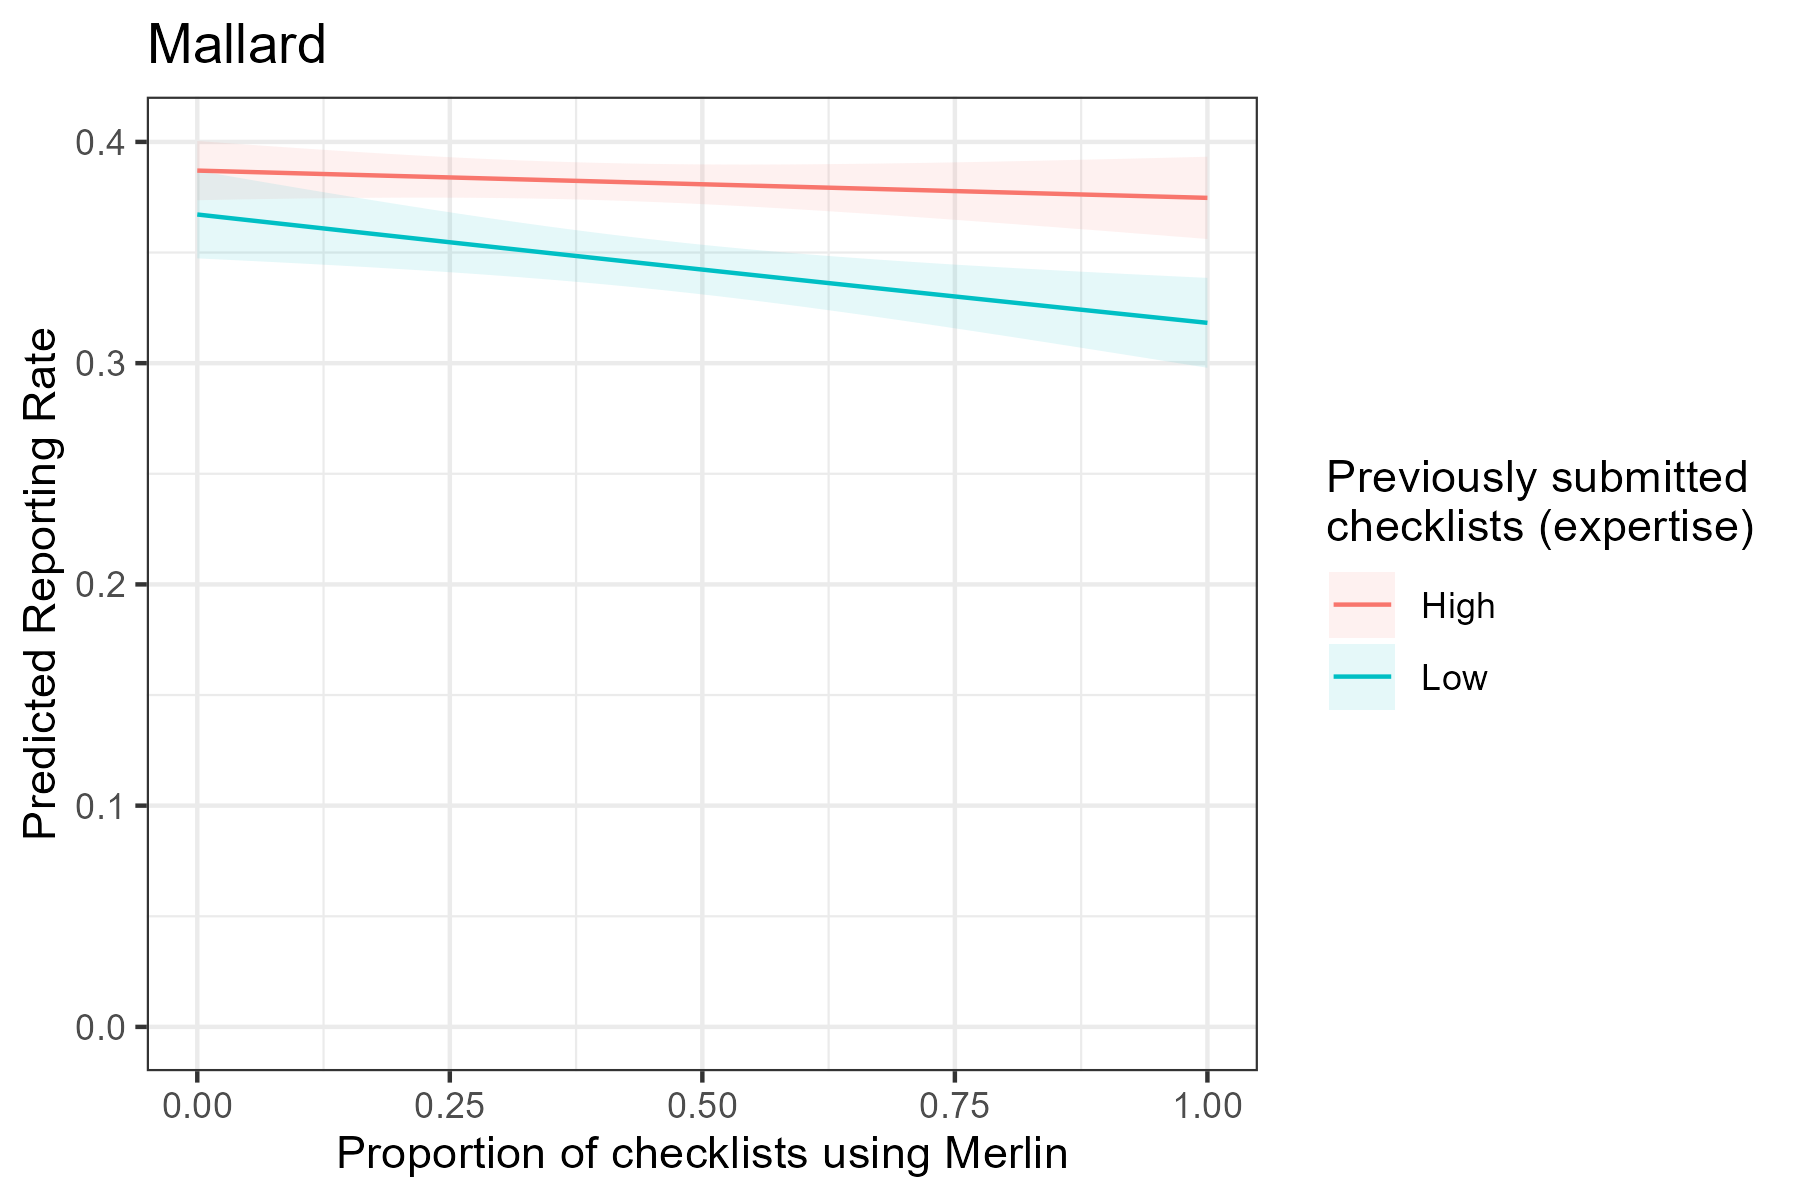 Mallard
Predicted Reporting Rate
0.4
0.3
0.2
0.1
0.0
0.00 0.25 0.50 0.75 1.00
Proportion of checklists using Merlin
Previously submitted
checklists (expertise)
High
Low